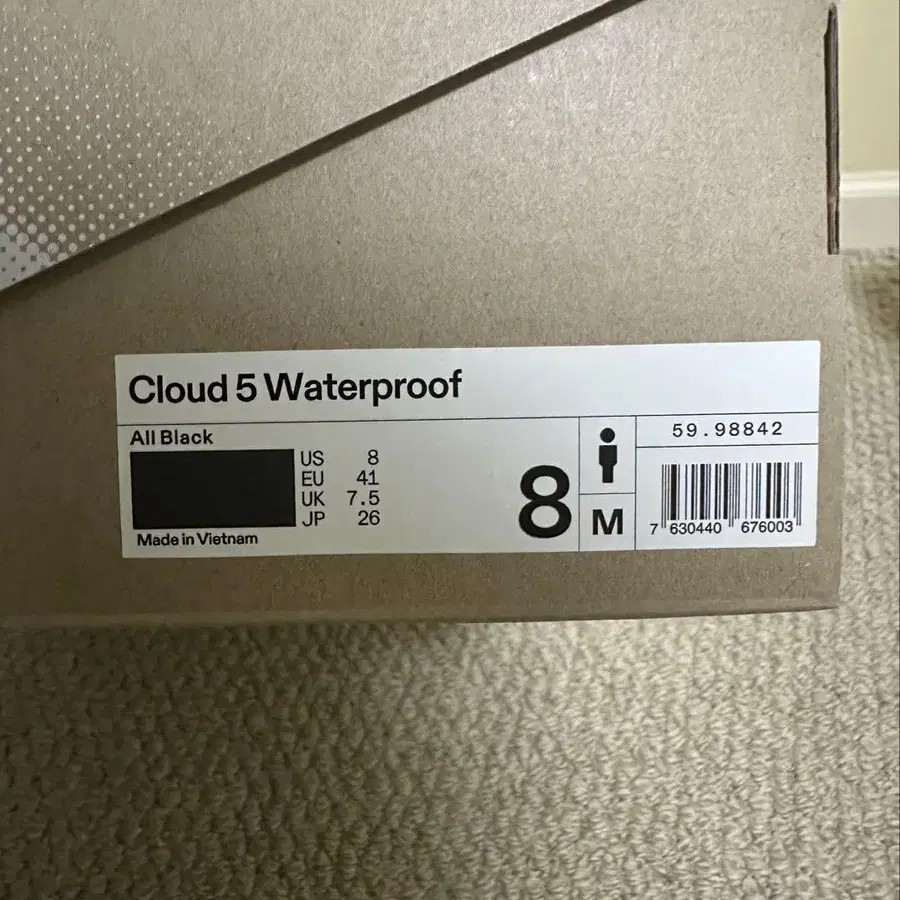 Cloud 5 Waterproof
All Black
US 8
EU 41
UK 7.5
JP 26
Made in Vietnam
8
M
59.98842
7 630440 676003